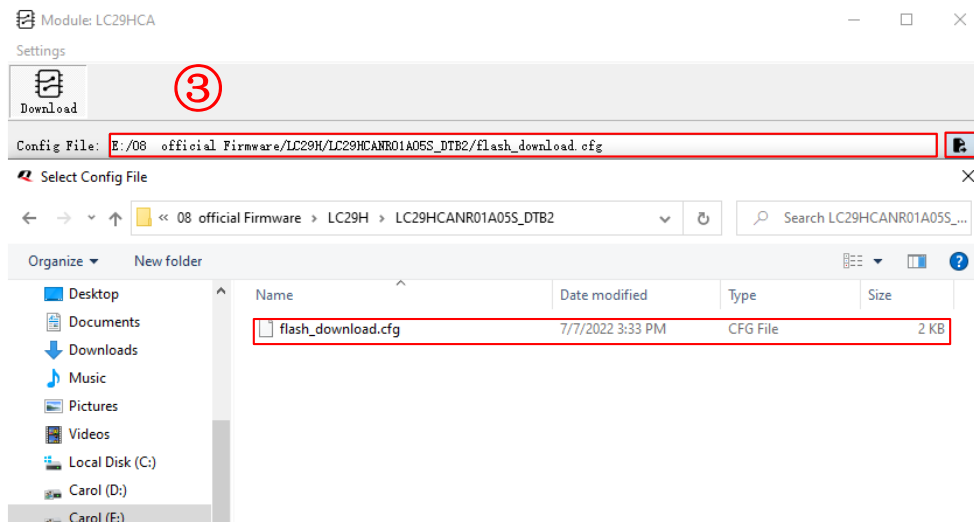 Module: LC29HCA
Settings
Download
③
Config File: E:/08 official Firmware/LC29H/LC29HCANR01A05S_DTB2/flash_download.cfg
Select Config File
« 08 official Firmware › LC29H › LC29HCANR01A05S_DTB2
Search LC29HCANR01A05S_...
Organize New folder
Name Date modified Type Size
flash_download.cfg 7/7/2022 3:33 PM CFG File 2 KB
Desktop
Documents
Downloads
Music
Pictures
Videos
Local Disk (C:)
Carol (D:)
Carol (E:)